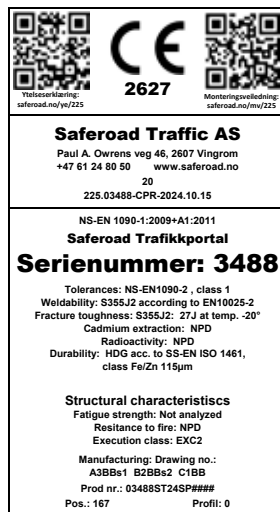 Ytelseserklæring:
saferoad.no/ye/225
CE
2627
Monteringsveiledning:
saferoad.no/mv/225
Saferoad Traffic AS
Paul A. Owrens veg 46, 2607 Vingrom
+47 61 24 80 50 www.saferoad.no
20
225.03488-CPR-2024.10.15
NS-EN 1090-1:2009+A1:2011
Saferoad Trafikkportal
Serienummer: 3488
Tolerances: NS-EN1090-2 , class 1
Weldability: S355J2 according to EN10025-2
Fracture toughness: S355J2: 27J at temp. -20°
Cadmium extraction: NPD
Radioactivity: NPD
Durability: HDG acc. to SS-EN ISO 1461,
class Fe/Zn 115µm
Structural characteristiscs
Fatigue strength: Not analyzed
Resitance to fire: NPD
Execution class: EXC2
Manufacturing: Drawing no.:
A3BBs1 B2BBs2 C1BB
Prod nr.: 03488ST24SP####
Pos.: 167 Profil: 0